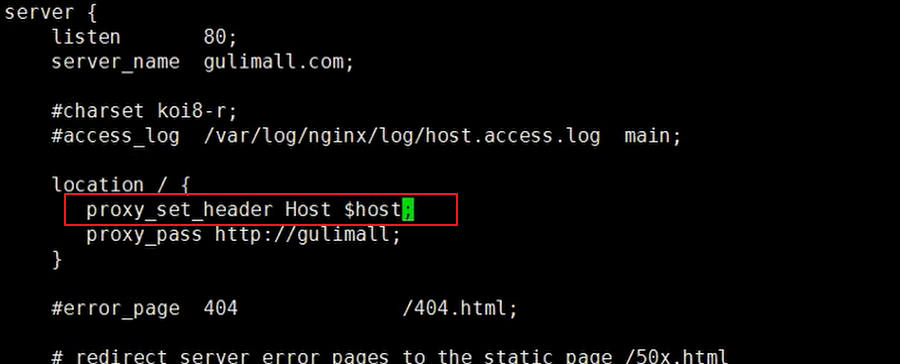 server {
    listen       80;
    server_name  gulimall.com;
    #charset koi8-r;
    #access_log  /var/log/nginx/log/host.access.log  main;
    location / {
       proxy_set_header Host $host;
       proxy_pass http://gulimall;
    }
    #error_page  404              /404.html;
    # redirect server error pages to the static page /50x.html